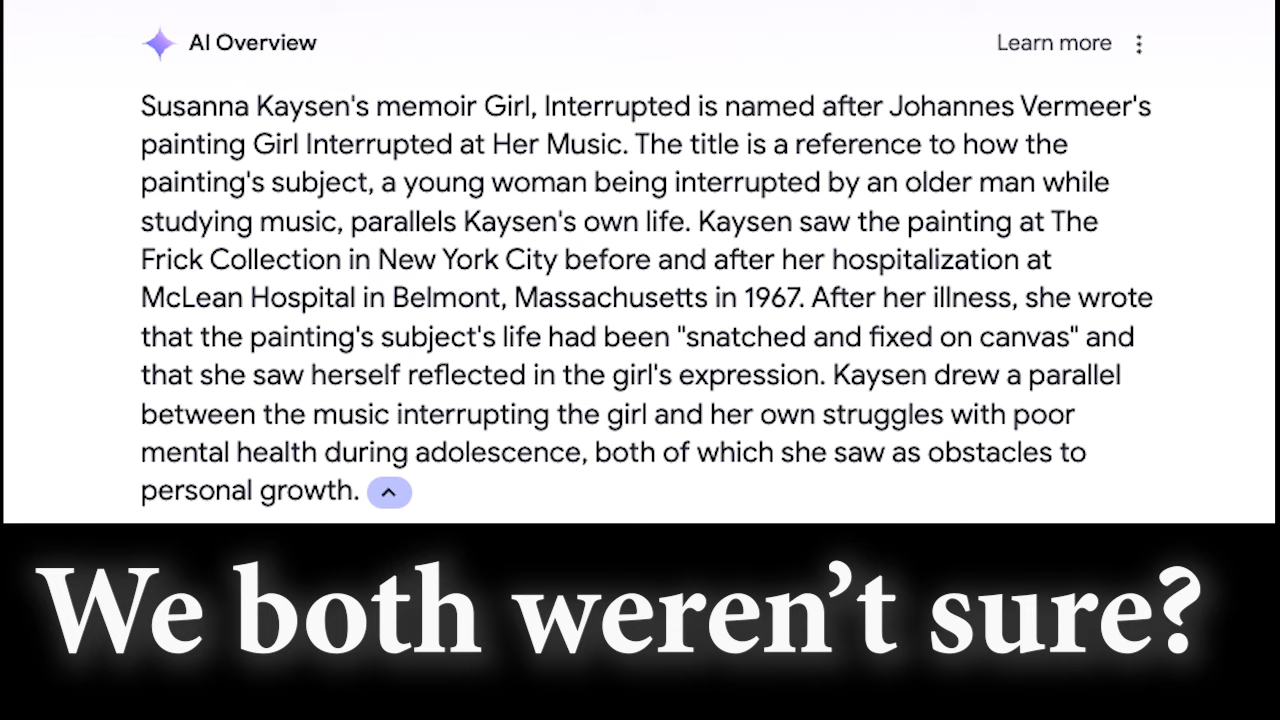 AI Overview
Learn more
Susanna Kaysen's memoir Girl, Interrupted is named after Johannes Vermeer's
painting Girl Interrupted at Her Music. The title is a reference to how the
painting's subject, a young woman being interrupted by an older man while
studying music, parallels Kaysen's own life. Kaysen saw the painting at The
Frick Collection in New York City before and after her hospitalization at
McLean Hospital in Belmont, Massachusetts in 1967. After her illness, she wrote
that the painting's subject's life had been "snatched and fixed on canvas" and
that she saw herself reflected in the girl's expression. Kaysen drew a parallel
between the music interrupting the girl and her own struggles with poor
mental health during adolescence, both of which she saw as obstacles to
personal growth.
We both weren’t sure?